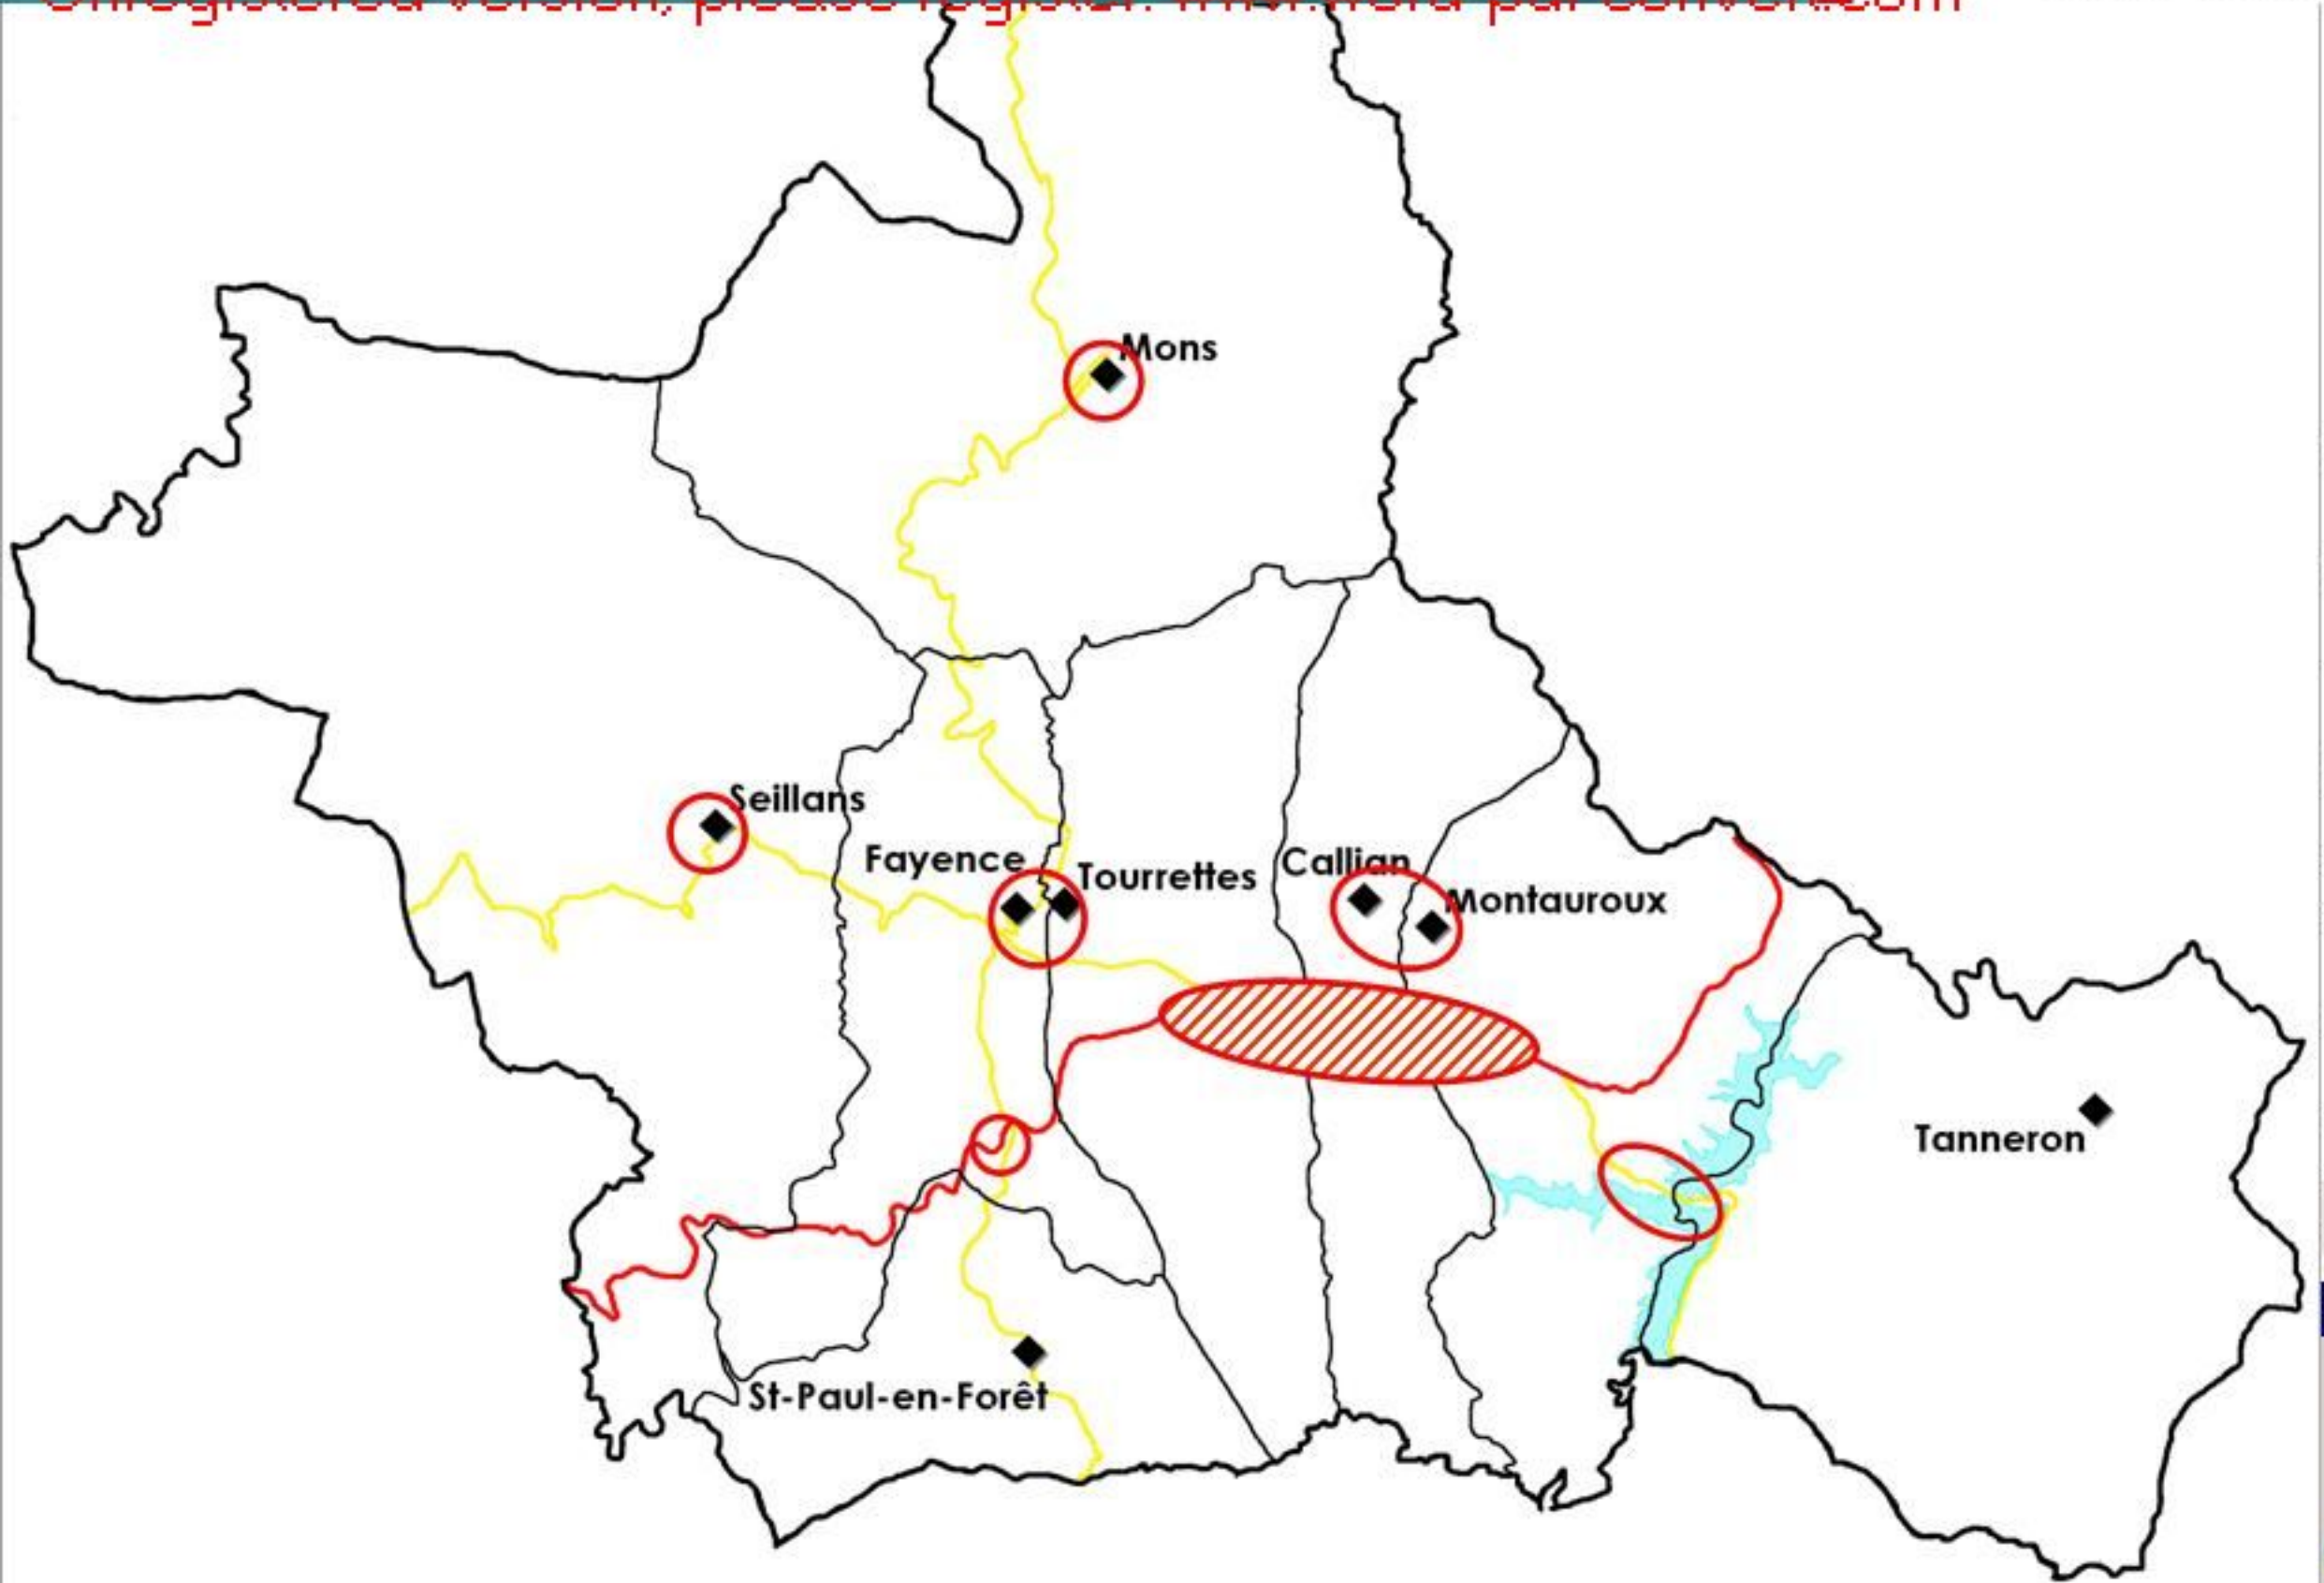 Mons
Seillans
Fayence
Tourrettes
Callian
Montauroux
Tanneron
St-Paul-en-Forêt